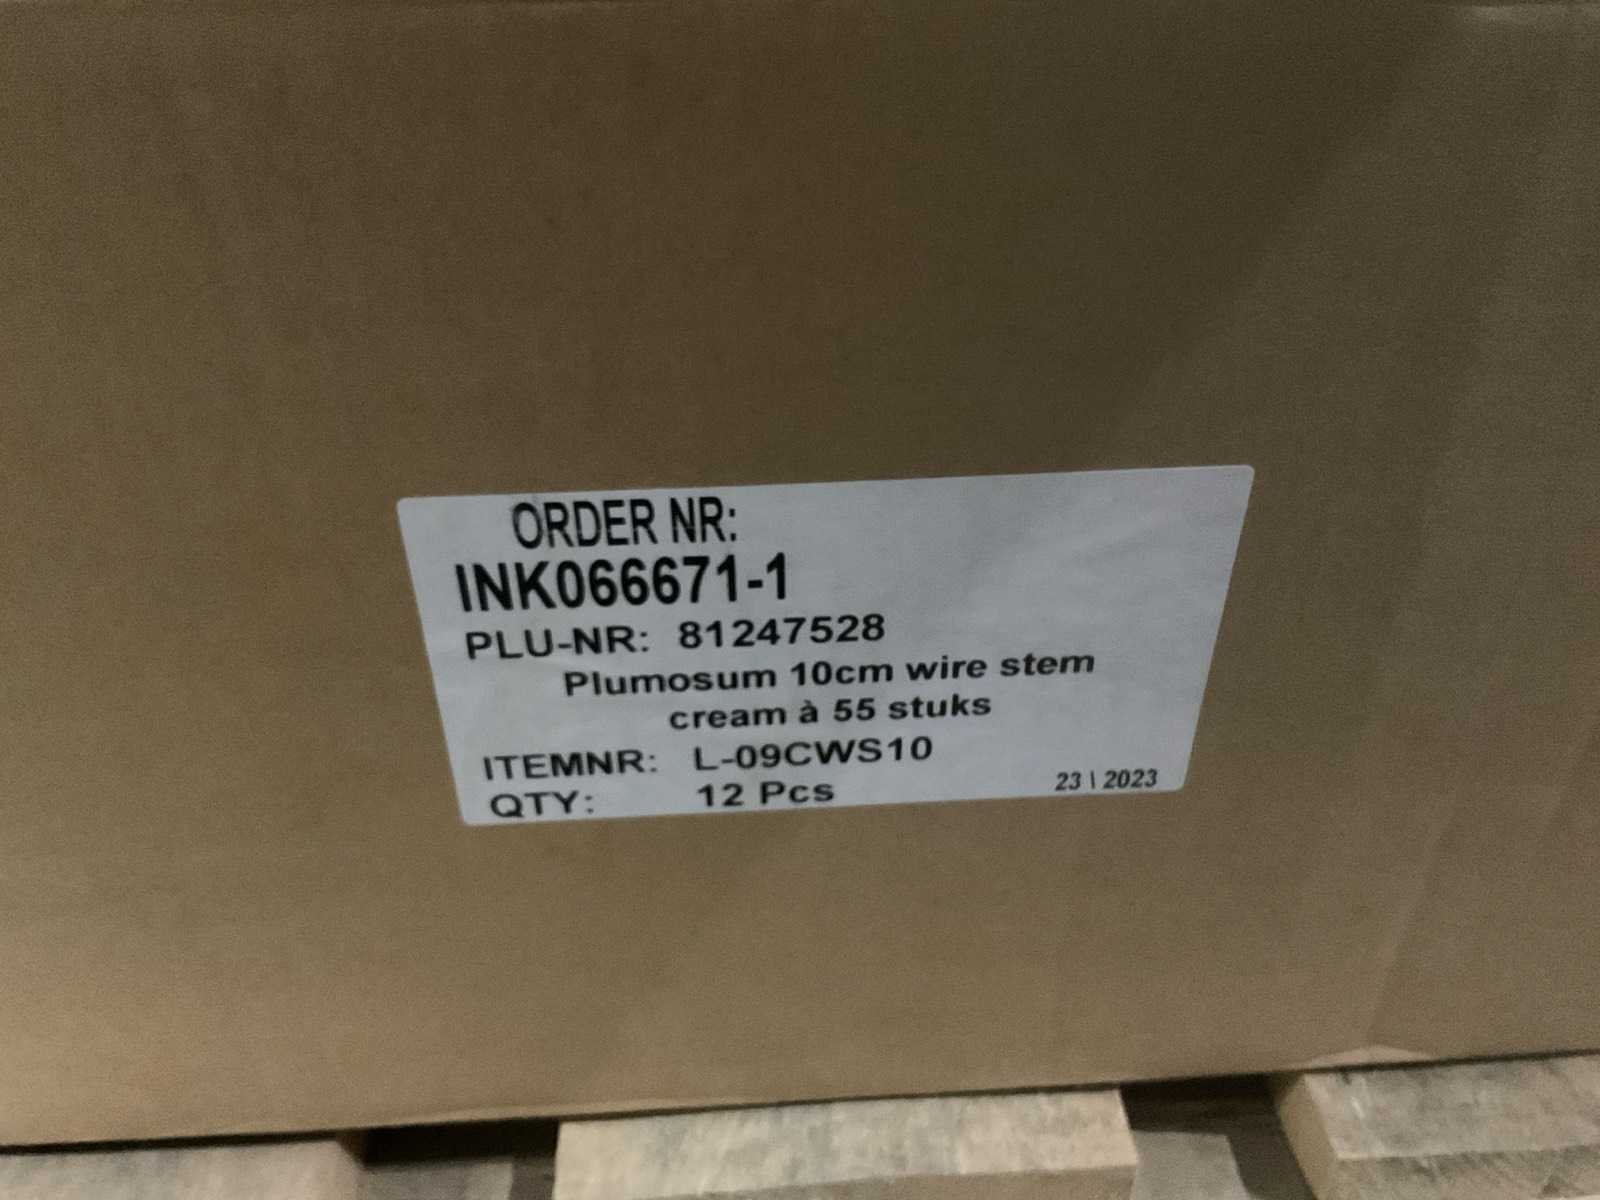 ORDER NR:
INK066671-1
PLU-NR: 81247528
Plumosum 10cm wire stem
cream à 55 stuks
ITEMNR: L-09CWS10
QTY: 12 Pcs
23 \ 2023